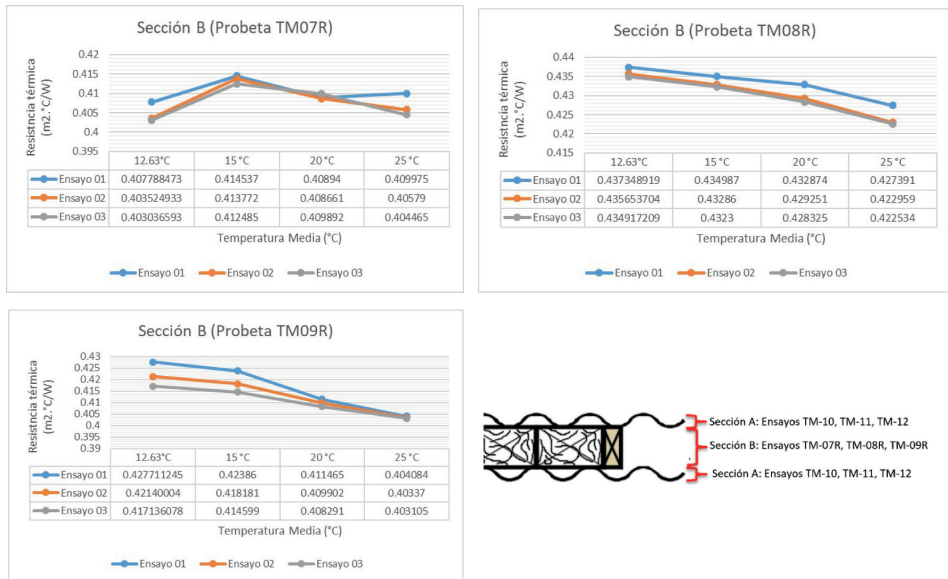 Sección B (Probeta TM07R)
Resistncia térmica
(m2.°C/W)
0.42
0.415
0.41
0.405
0.4
0.395
12.63°C 15 °C 20 °C 25 °C
Ensayo 01 0.407788473 0.414537 0.40894 0.409975
Ensayo 02 0.403524933 0.413772 0.408661 0.40579
Ensayo 03 0.403036593 0.412485 0.409892 0.404465
Temperatura Media (°C)
Ensayo 01 Ensayo 02 Ensayo 03
Sección B (Probeta TM08R)
Resistncia térmica
(m2.°C/W)
0.44
0.435
0.43
0.425
0.42
0.415
12.63°C 15 °C 20 °C 25 °C
Ensayo 01 0.437348919 0.434987 0.432874 0.427391
Ensayo 02 0.435653704 0.43286 0.429251 0.422959
Ensayo 03 0.434917209 0.4323 0.428325 0.422534
Temperatura Media (°C)
Ensayo 01 Ensayo 02 Ensayo 03
Sección B (Probeta TM09R)
Resistncia térmica
(m2.°C/W)
0.43
0.425
0.42
0.415
0.41
0.405
0.4
0.395
0.39
12.63°C 15 °C 20 °C 25 °C
Ensayo 01 0.427711245 0.42386 0.411465 0.404084
Ensayo 02 0.42140004 0.418181 0.409902 0.40337
Ensayo 03 0.417136078 0.414599 0.408291 0.403105
Temperatura Media (°C)
Ensayo 01 Ensayo 02 Ensayo 03
Sección A: Ensayos TM-10, TM-11, TM-12
Sección B: Ensayos TM-07R, TM-08R, TM-09R
Sección A: Ensayos TM-10, TM-11, TM-12